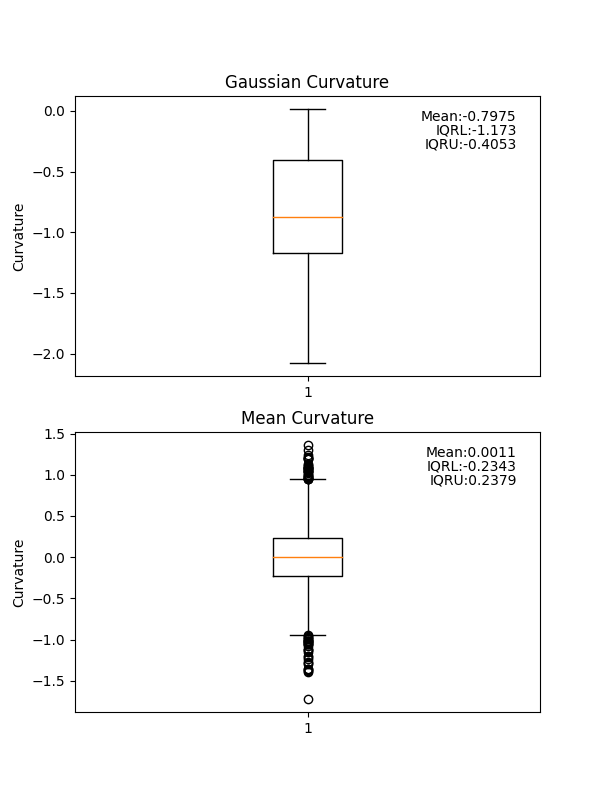 Gaussian Curvature
Mean:-0.7975
IQRL:-1.173
IQRU:-0.4053
0.0
−0.5
−1.0
−1.5
−2.0
Curvature
1
Mean Curvature
Mean:0.0011
IQRL:-0.2343
IQRU:0.2379
1.5
1.0
0.5
0.0
−0.5
−1.0
−1.5
Curvature
1